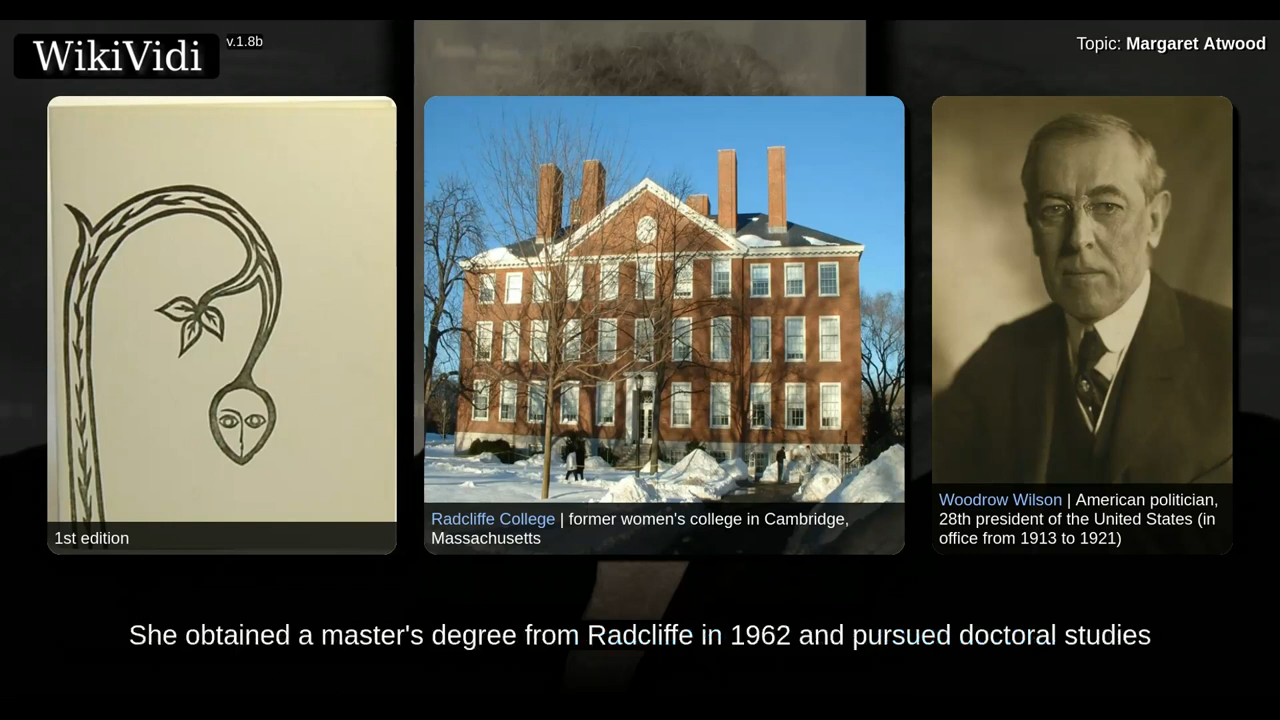 WikiVidi
v.1.8b
Topic: Margaret Atwood
1st edition
Radcliffe College | former women's college in Cambridge,
Massachusetts
Woodrow Wilson | American politician,
28th president of the United States (in
office from 1913 to 1921)
She obtained a master's degree from Radcliffe in 1962 and pursued doctoral studies